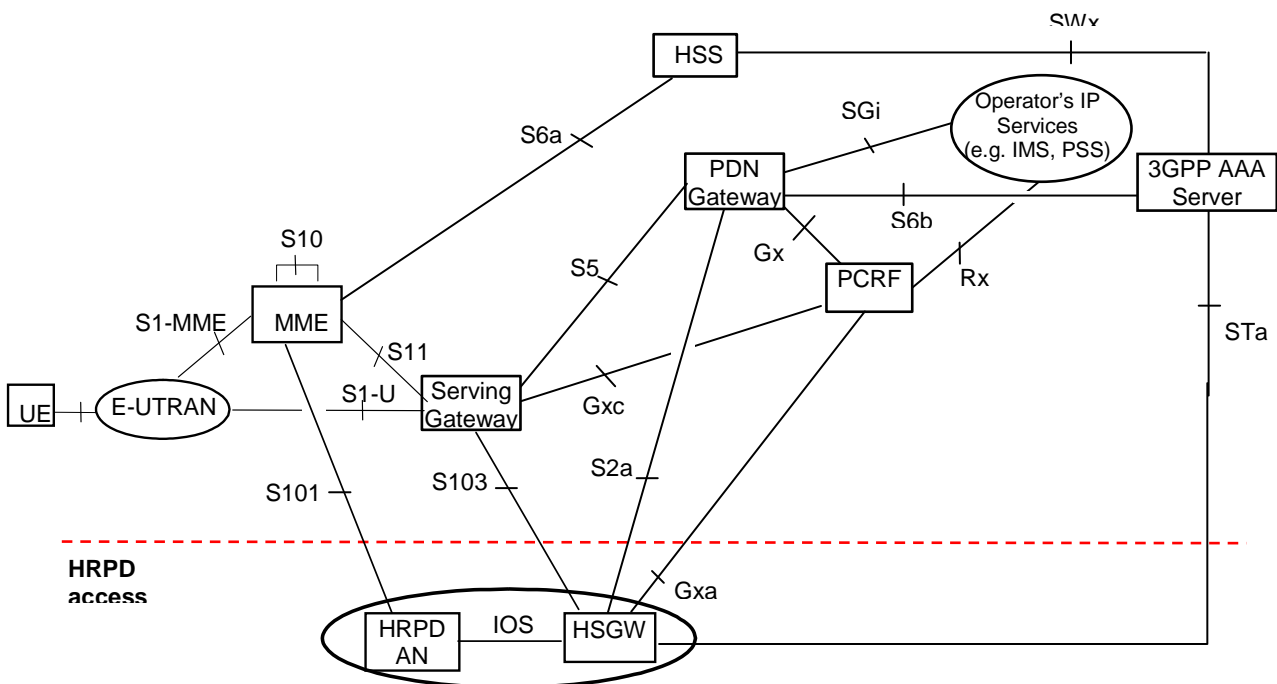 SWx
HSS
Operator's IP
Services
(e.g. IMS, PSS)
SGi
S6a
PDN
Gateway
3GPP AAA
Server
S6b
S10
Gx
S5
PCRF
Rx
S1-MME
MME
STa
S11
S1-U
Serving
Gateway
Gxc
UE
E-UTRAN
S2a
S101
S103
HRPD
access
Gxa
IOS
HRPD
AN
HSGW